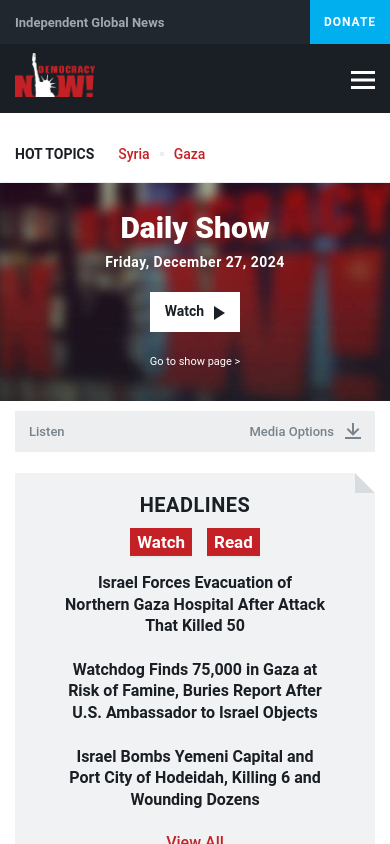 Independent Global News
DONATE
DEMOCRACY
NOW!
HOT TOPICS
Syria
Gaza
Daily Show
Friday, December 27, 2024
Watch
Go to show page >
Listen
Media Options
HEADLINES
Watch Read
Israel Forces Evacuation of
Northern Gaza Hospital After Attack
That Killed 50
Watchdog Finds 75,000 in Gaza at
Risk of Famine, Buries Report After
U.S. Ambassador to Israel Objects
Israel Bombs Yemeni Capital and
Port City of Hodeidah, Killing 6 and
Wounding Dozens
View All